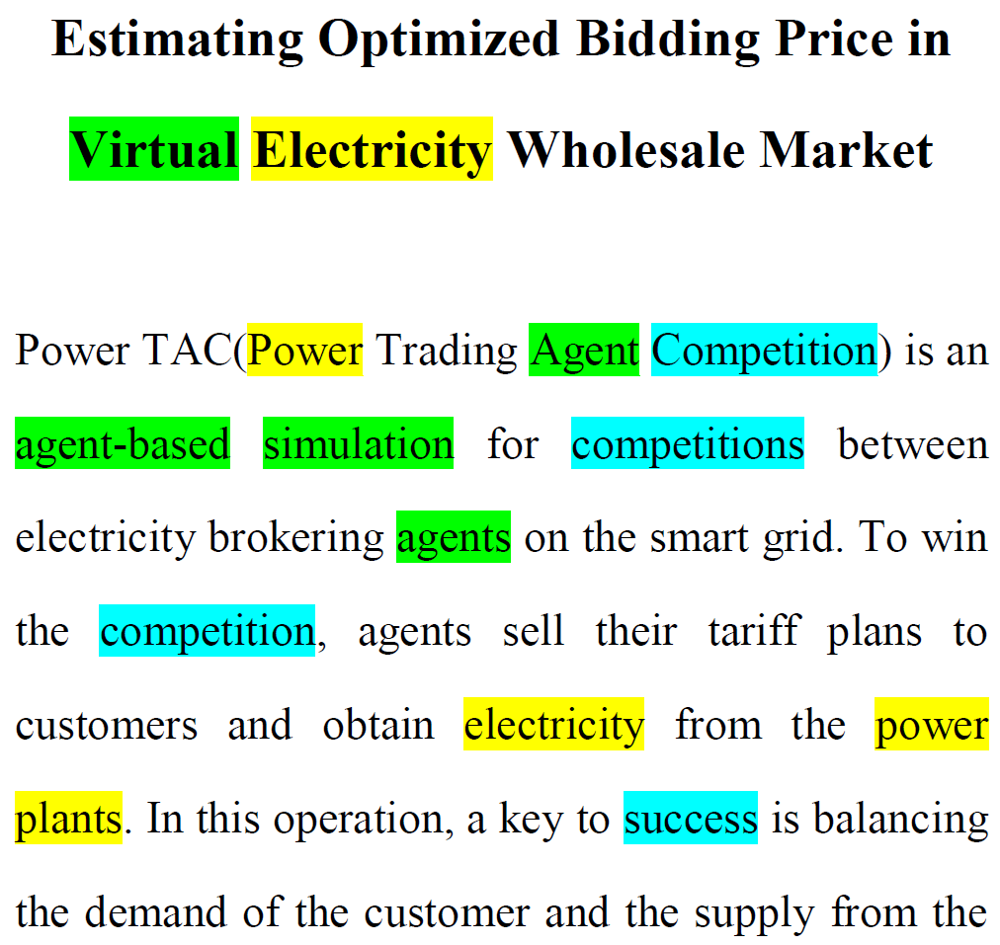 Estimating Optimized Bidding Price in
Virtual Electricity Wholesale Market
Power TAC(Power Trading Agent Competition) is an
agent-based simulation for competitions between
electricity brokering agents on the smart grid. To win
the competition, agents sell their tariff plans to
customers and obtain electricity from the power
plants. In this operation, a key to success is balancing
the demand of the customer and the supply from the